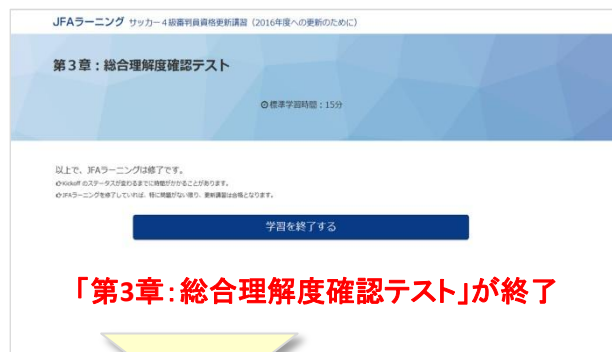 JFAラーニング サッカー4級審判員資格更新講習（2016年度への更新のために）
第3章：総合理解度確認テスト
標準学習時間：15分
以上で、JFAラーニングは修了です。
Kickoff のステータスが変わるまでに時間がかかることがあります。
JFAラーニングを修了していれば、特に問題がない限り、更新講習は合格となります。
学習を終了する
「第3章：総合理解度確認テスト」が終了